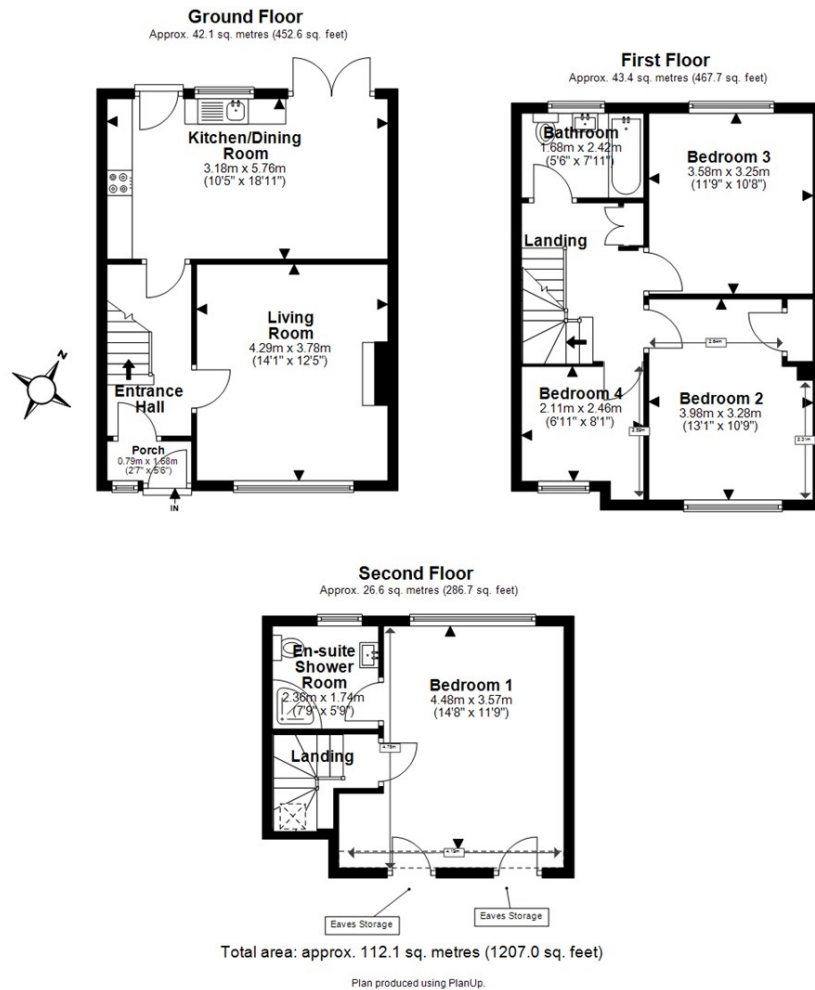 Ground Floor
Approx. 42.1 sq. metres (452.6 sq. feet)
Kitchen/Dining
Room
3.18m x 5.76m
(10'5" x 18'11")
Living
Room
4.29m x 3.78m
(14'1" x 12'5")
Entrance
Hall
Porch
0.79m x 1.68m
(2'7" x 5'6")
IN
N
First Floor
Approx. 43.4 sq. metres (467.7 sq. feet)
Bathroom
1.68m x 2.42m
(5'6" x 7'11")
Bedroom 3
3.58m x 3.25m
(11'9" x 10'8")
Landing
Bedroom 4
2.11m x 2.46m
(6'11" x 8'1")
Bedroom 2
3.98m x 3.28m
(13'1" x 10'9")
Second Floor
Approx. 26.6 sq. metres (286.7 sq. feet)
En-suite
Shower
Room
2.36m x 1.74m
(7'9" x 5'9")
Bedroom 1
4.48m x 3.57m
(14'8" x 11'9")
Landing
Eaves Storage
Eaves Storage
Total area: approx. 112.1 sq. metres (1207.0 sq. feet)
Plan produced using PlanUp.